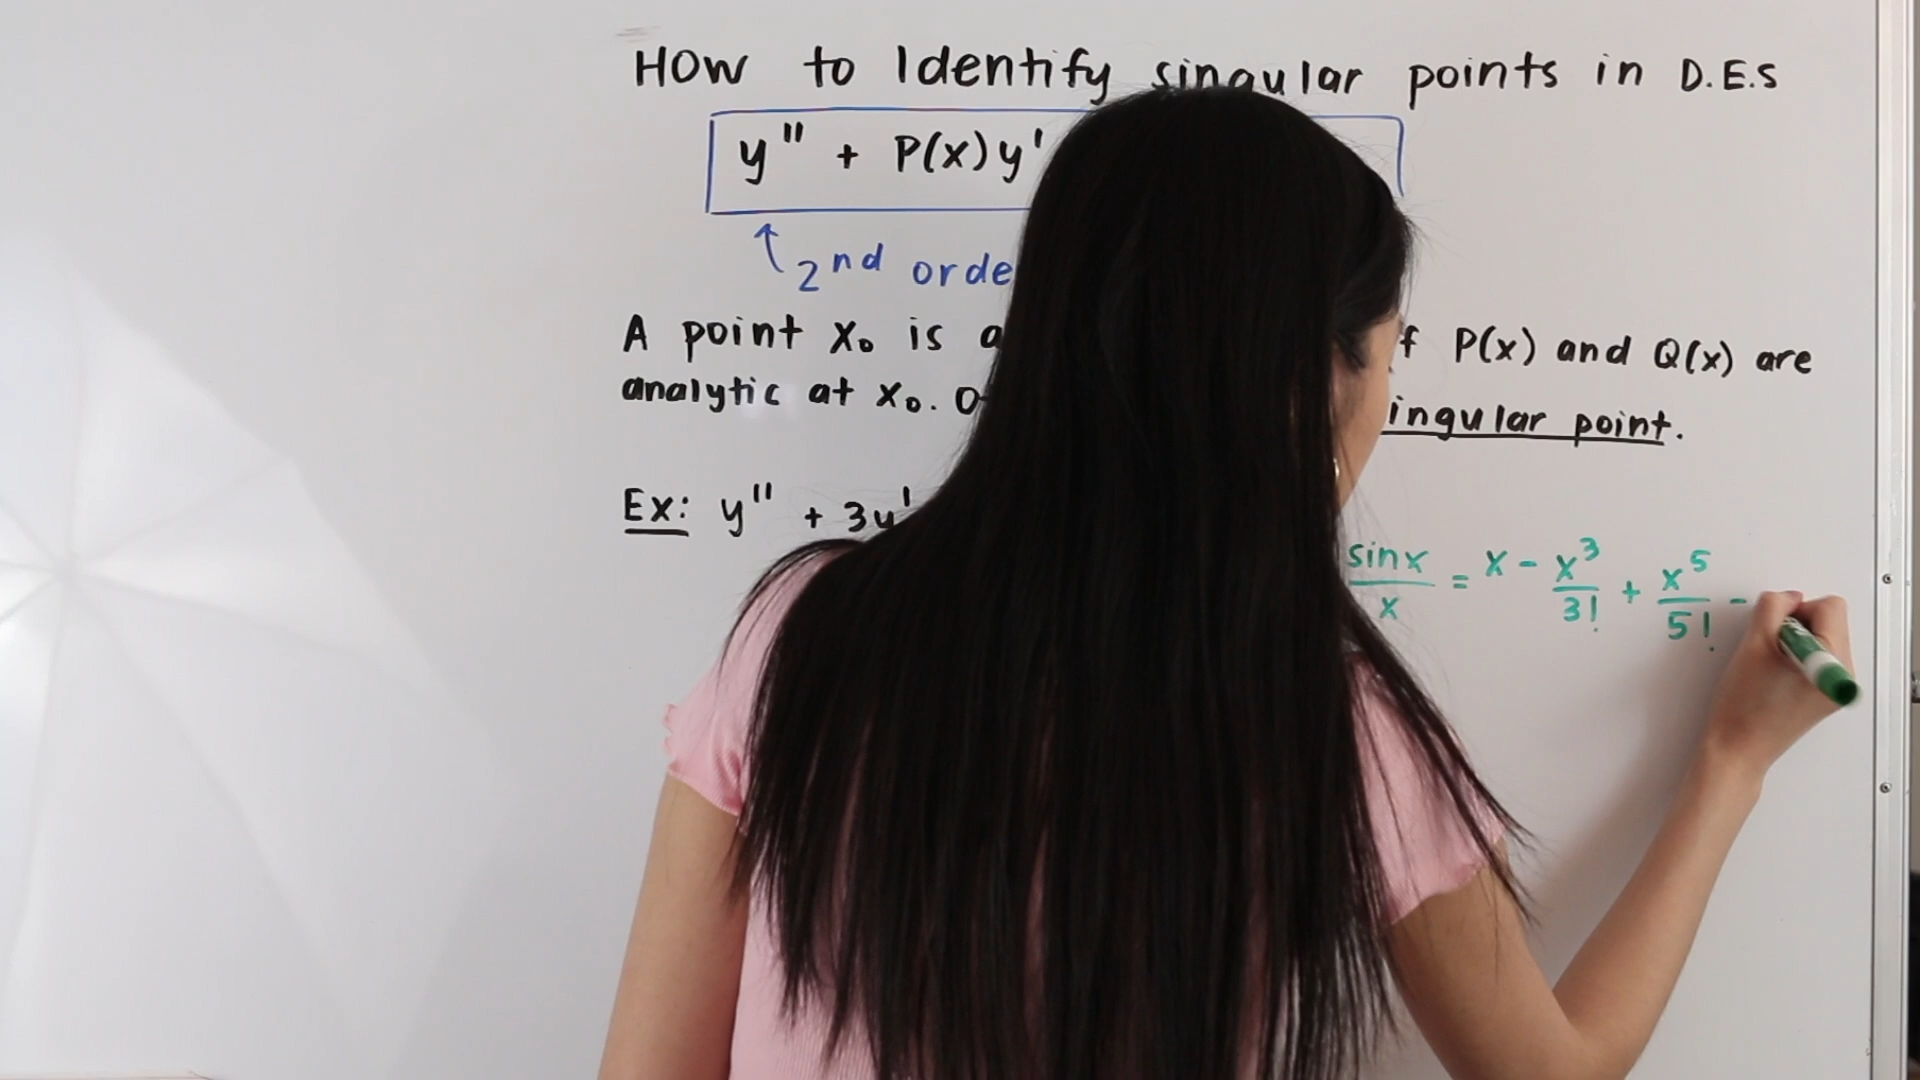 How to Identify singular points in D.E.s
y" + P(x)y'
2nd orde
A point x₀ is a f P(x) and Q(x) are
analytic at x₀. O ingular point.
Ex: y" + 3y'
sinx/x = x - x³/3! + x⁵/5! -